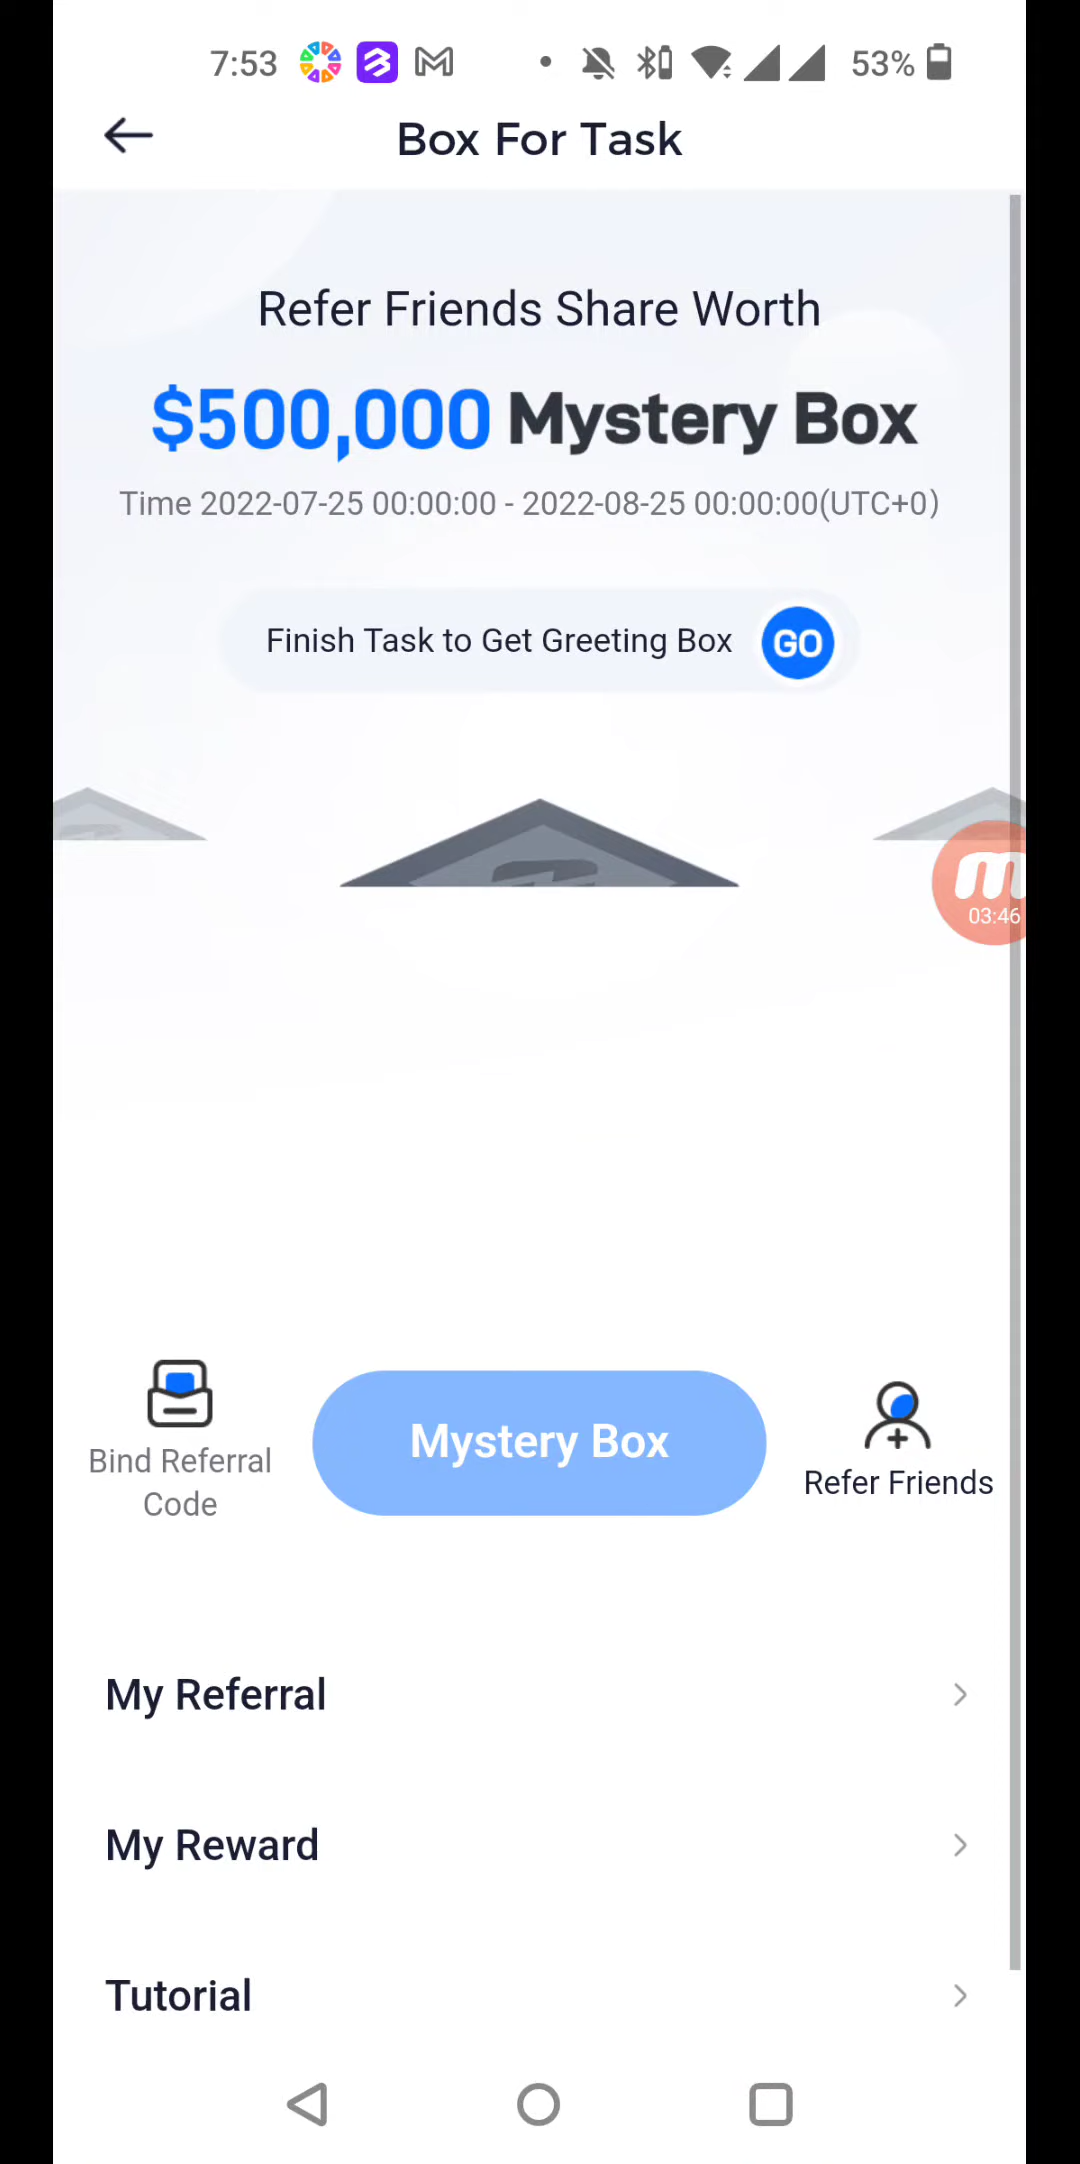 7:53
53%
Box For Task
Refer Friends Share Worth
$500,000 Mystery Box
Time 2022-07-25 00:00:00 - 2022-08-25 00:00:00(UTC+0)
Finish Task to Get Greeting Box GO
03:46
Bind Referral
Code
Mystery Box
Refer Friends
My Referral
My Reward
Tutorial